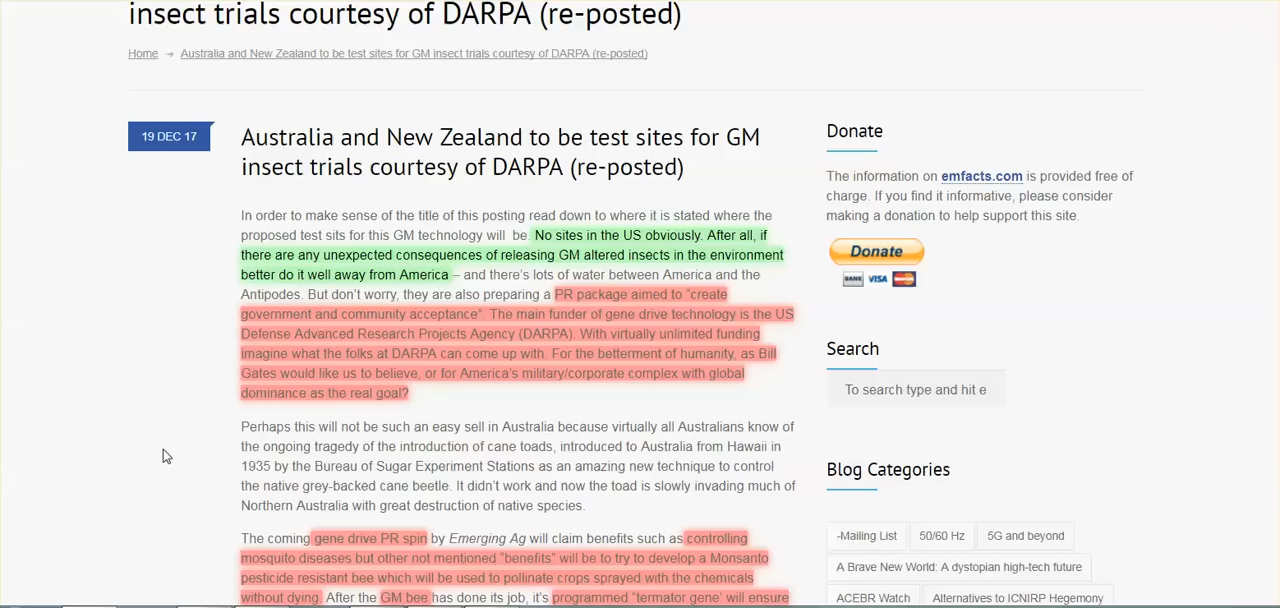 insect trials courtesy of DARPA (re-posted)
Home → Australia and New Zealand to be test sites for GM insect trials courtesy of DARPA (re-posted)
19 DEC 17
Australia and New Zealand to be test sites for GM
insect trials courtesy of DARPA (re-posted)
In order to make sense of the title of this posting read down to where it is stated where the
proposed test sits for this GM technology will be. No sites in the US obviously. After all, if
there are any unexpected consequences of releasing GM altered insects in the environment
better do it well away from America – and there's lots of water between America and the
Antipodes. But don't worry, they are also preparing a PR package aimed to "create
government and community acceptance". The main funder of gene drive technology is the US
Defense Advanced Research Projects Agency (DARPA). With virtually unlimited funding
imagine what the folks at DARPA can come up with. For the betterment of humanity, as Bill
Gates would like us to believe, or for America's military/corporate complex with global
dominance as the real goal?
Perhaps this will not be such an easy sell in Australia because virtually all Australians know of
the ongoing tragedy of the introduction of cane toads, introduced to Australia from Hawaii in
1935 by the Bureau of Sugar Experiment Stations as an amazing new technique to control
the native grey-backed cane beetle. It didn't work and now the toad is slowly invading much of
Northern Australia with great destruction of native species.
The coming gene drive PR spin by Emerging Ag will claim benefits such as controlling
mosquito diseases but other not mentioned "benefits" will be to try to develop a Monsanto
pesticide resistant bee which will be used to pollinate crops sprayed with the chemicals
without dying. After the GM bee has done its job, it's programmed "termator gene' will ensure
Donate
The information on emfacts.com is provided free of
charge. If you find it informative, please consider
making a donation to help support this site.
Donate
BANK VISA MasterCard
Search
To search type and hit e
Blog Categories
-Mailing List
50/60 Hz
5G and beyond
A Brave New World: A dystopian high-tech future
ACEBR Watch
Alternatives to ICNIRP Hegemony